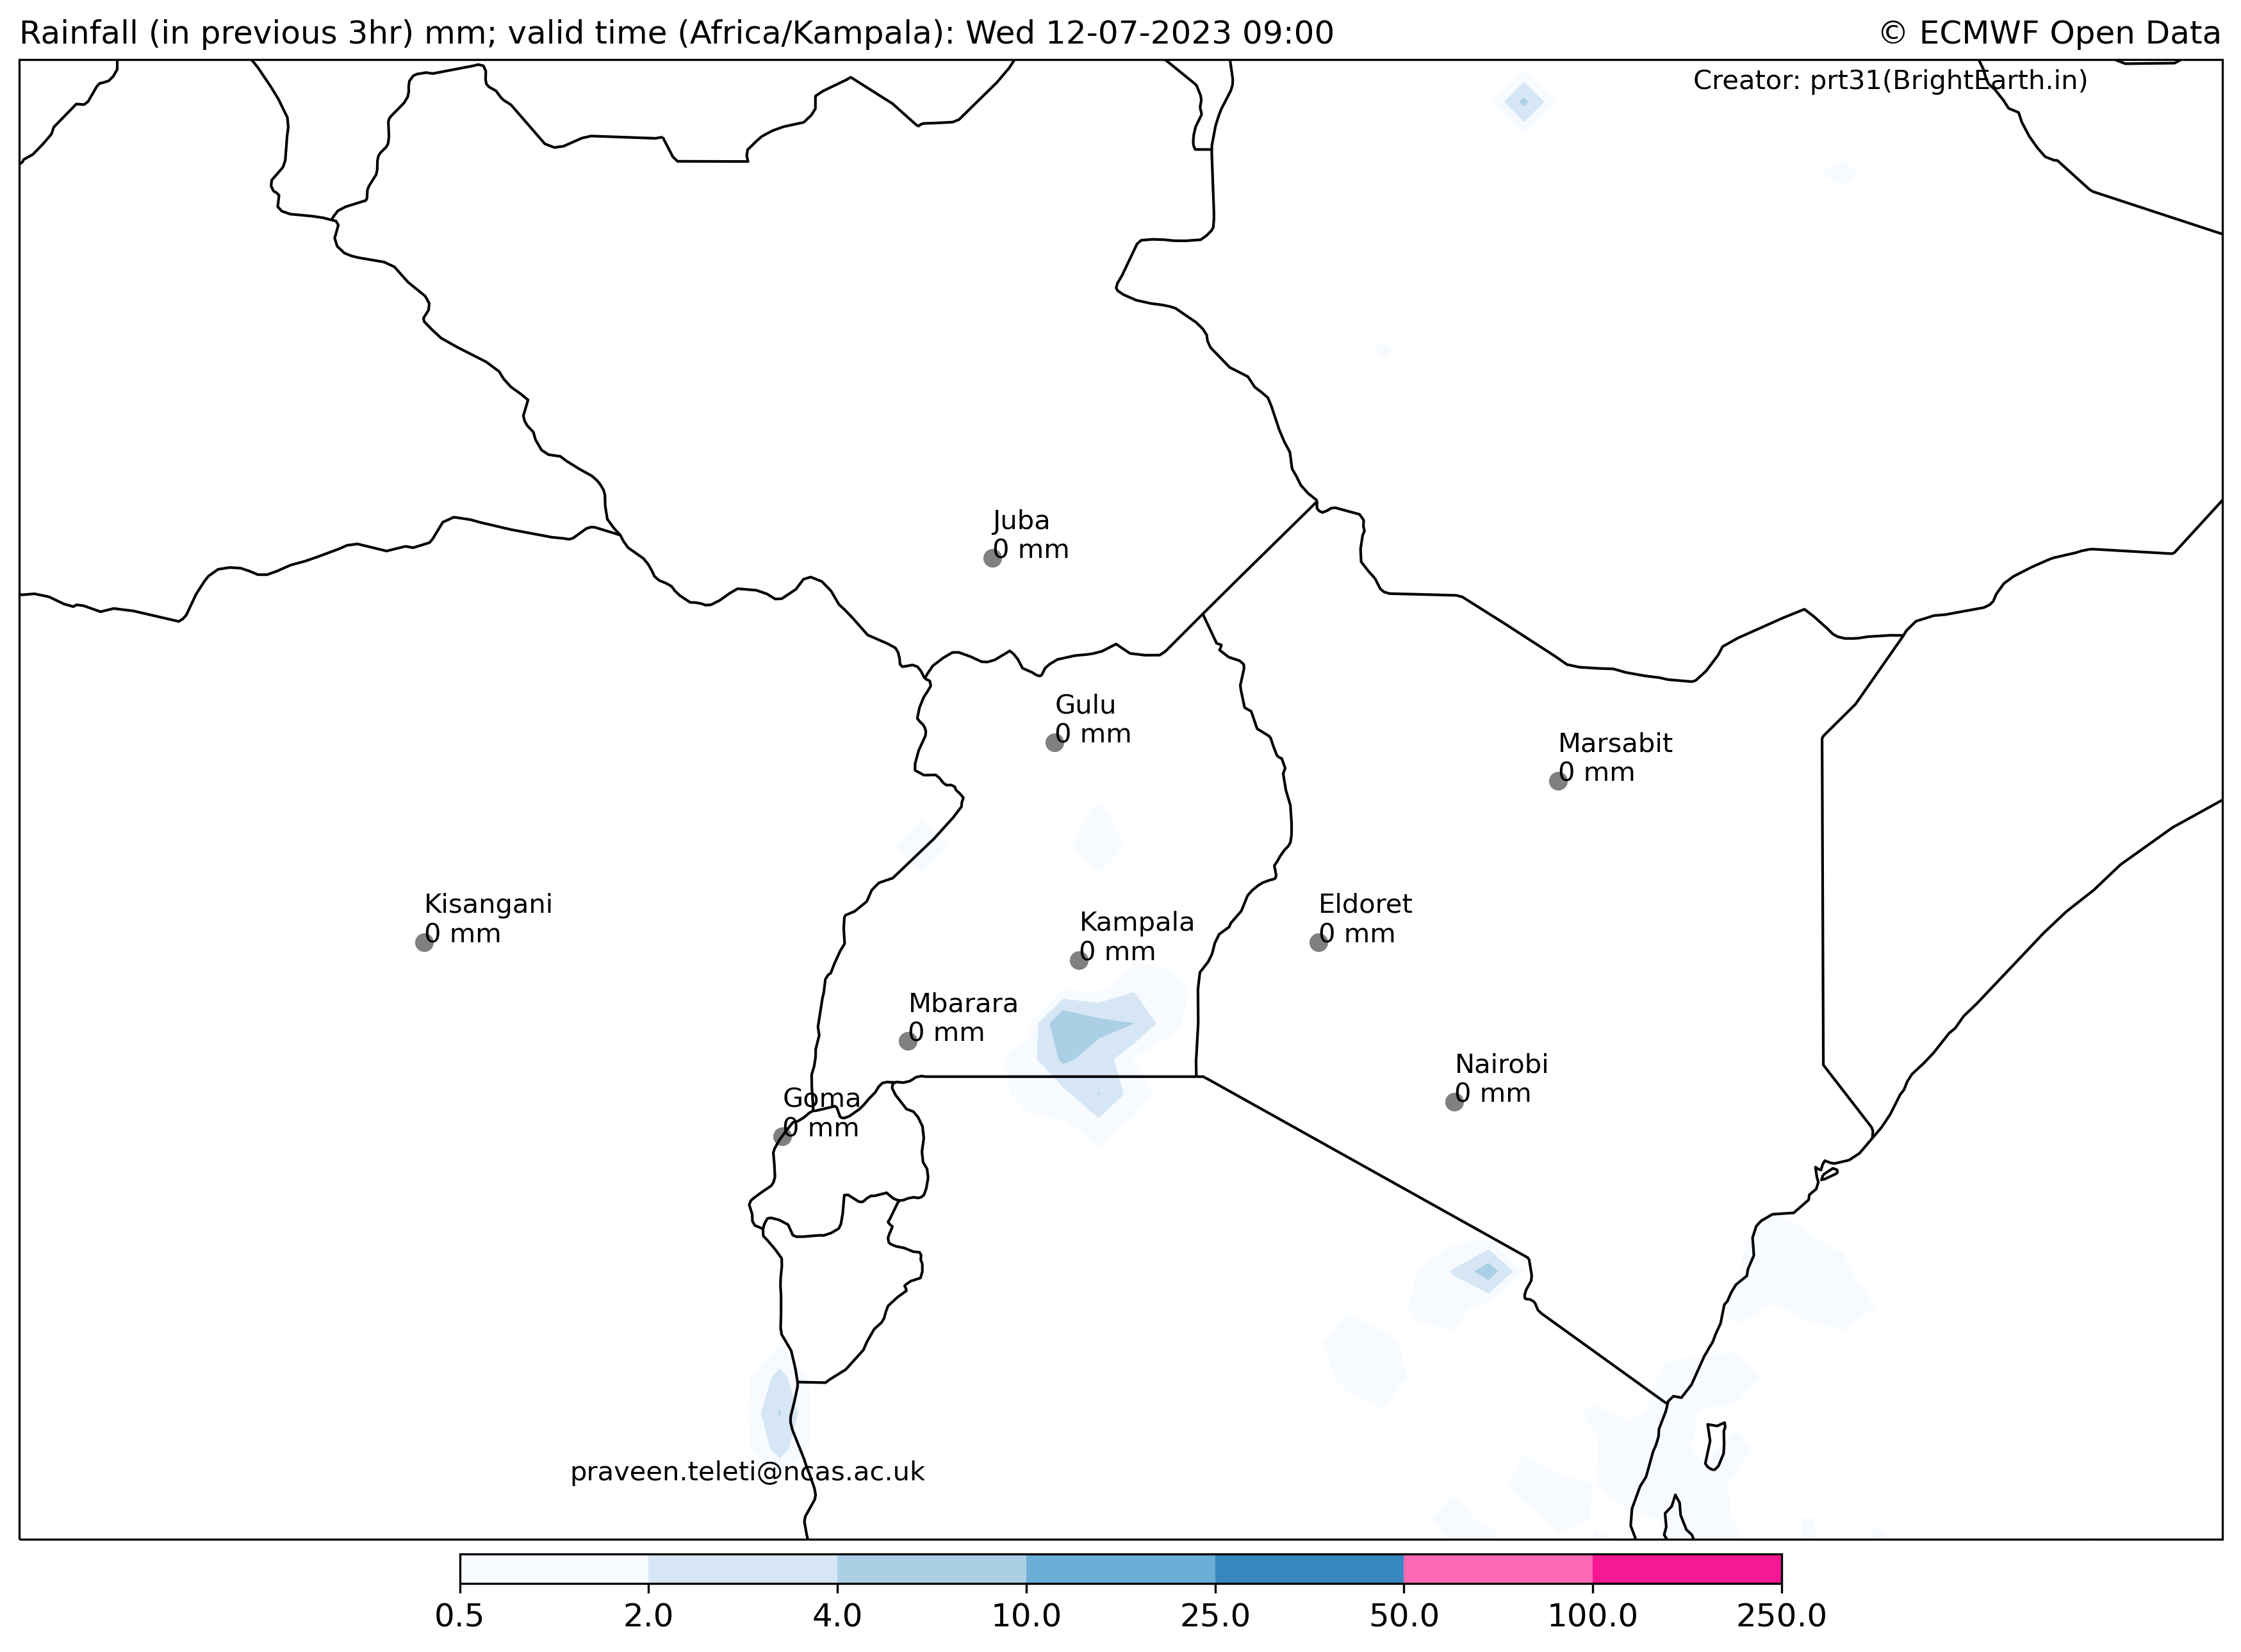 Rainfall (in previous 3hr) mm; valid time (Africa/Kampala): Wed 12-07-2023 09:00
© ECMWF Open Data
Creator: prt31(BrightEarth.in)
Juba
0 mm
Gulu
0 mm
Marsabit
0 mm
Kisangani
0 mm
Kampala
0 mm
Eldoret
0 mm
Mbarara
0 mm
Nairobi
0 mm
Goma
0 mm
praveen.teleti@ncas.ac.uk
0.5 2.0 4.0 10.0 25.0 50.0 100.0 250.0